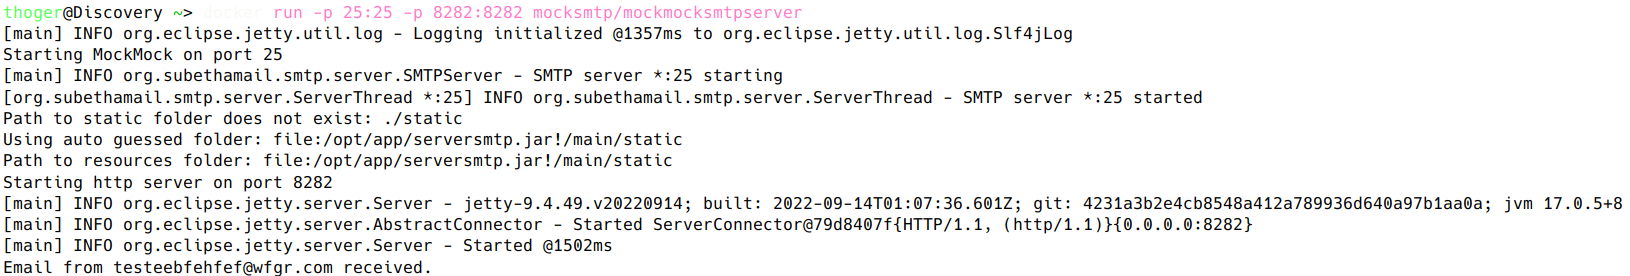 thoger@Discovery ~> docker run -p 25:25 -p 8282:8282 mocksmtp/mockmocksmtpserver
[main] INFO org.eclipse.jetty.util.log - Logging initialized @1357ms to org.eclipse.jetty.util.log.Slf4jLog
Starting MockMock on port 25
[main] INFO org.subethamail.smtp.server.SMTPServer - SMTP server *:25 starting
[org.subethamail.smtp.server.ServerThread *:25] INFO org.subethamail.smtp.server.ServerThread - SMTP server *:25 started
Path to static folder does not exist: ./static
Using auto guessed folder: file:/opt/app/serversmtp.jar!/main/static
Path to resources folder: file:/opt/app/serversmtp.jar!/main/static
Starting http server on port 8282
[main] INFO org.eclipse.jetty.server.Server - jetty-9.4.49.v20220914; built: 2022-09-14T01:07:36.601Z; git: 4231a3b2e4cb8548a412a789936d640a97b1aa0a; jvm 17.0.5+8
[main] INFO org.eclipse.jetty.server.AbstractConnector - Started ServerConnector@79d8407f{HTTP/1.1, (http/1.1)}{0.0.0.0:8282}
[main] INFO org.eclipse.jetty.server.Server - Started @1502ms
Email from testeebfehfef@wfgr.com received.